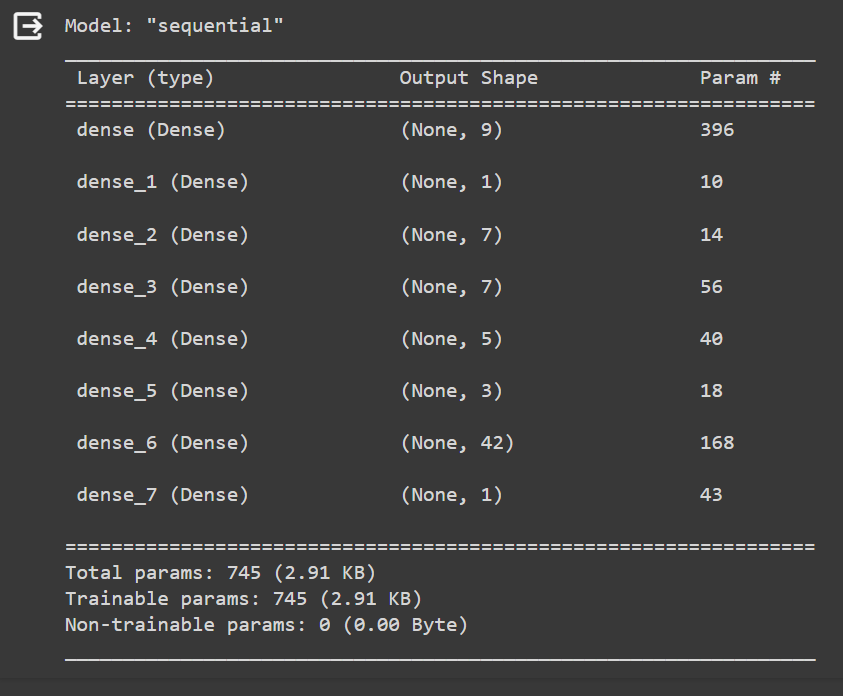 Model: "sequential"
Layer (type) Output Shape Param #
=================================================================
dense (Dense) (None, 9) 396
dense_1 (Dense) (None, 1) 10
dense_2 (Dense) (None, 7) 14
dense_3 (Dense) (None, 7) 56
dense_4 (Dense) (None, 5) 40
dense_5 (Dense) (None, 3) 18
dense_6 (Dense) (None, 42) 168
dense_7 (Dense) (None, 1) 43
=================================================================
Total params: 745 (2.91 KB)
Trainable params: 745 (2.91 KB)
Non-trainable params: 0 (0.00 Byte)